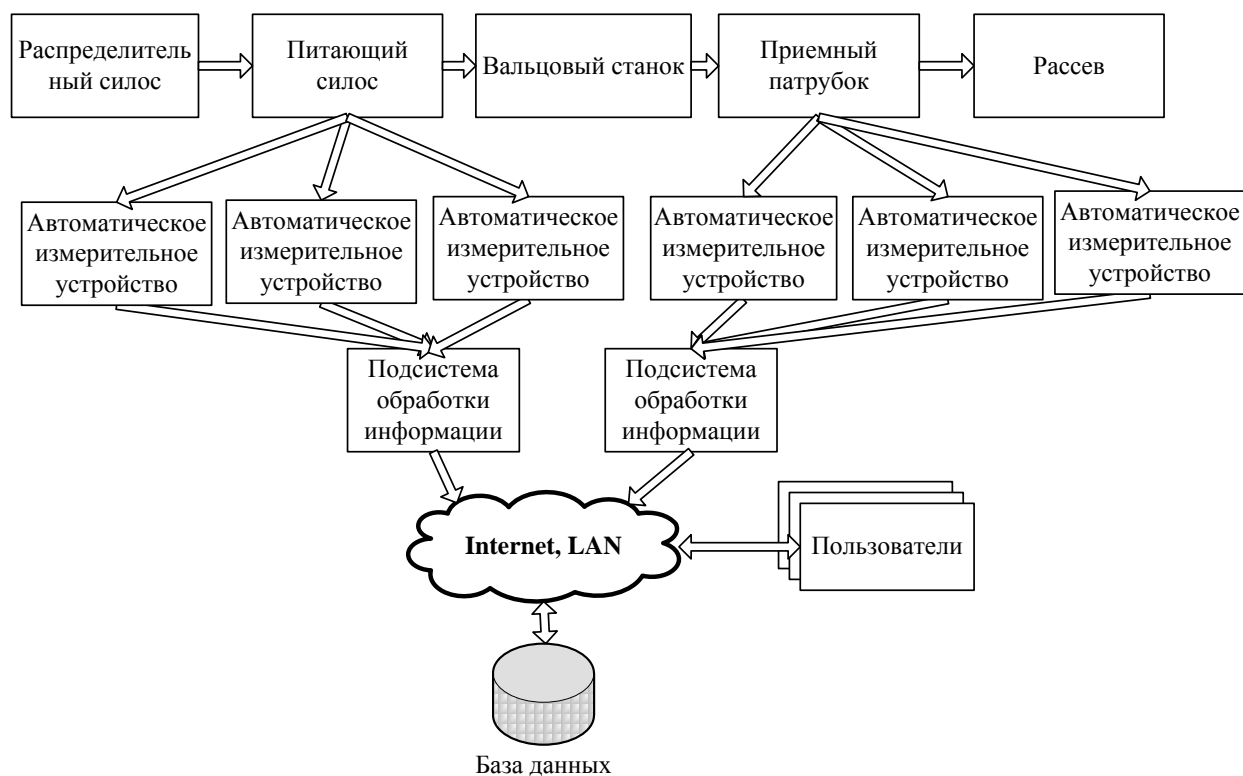 Распределитель
ный силос
Питающий
силос
Вальцовый станок
Приемный
патрубок
Рассев
Автоматическое
измерительное
устройство
Автоматическое
измерительное
устройство
Автоматическое
измерительное
устройство
Автоматическое
измерительное
устройство
Автоматическое
измерительное
устройство
Автоматическое
измерительное
устройство
Подсистема
обработки
информации
Подсистема
обработки
информации
Internet, LAN
Пользователи
База данных